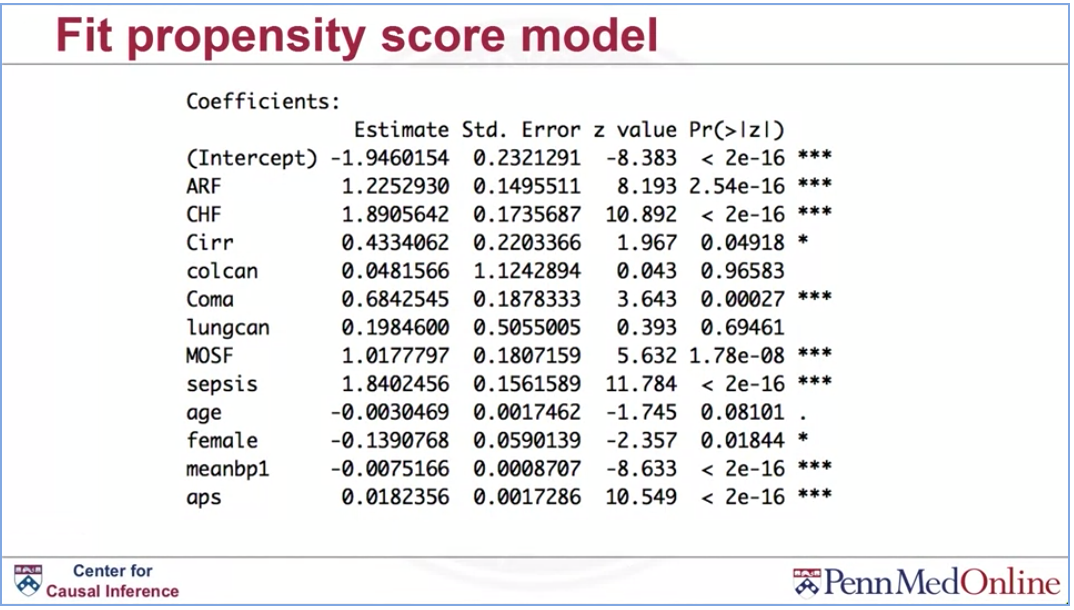 Fit propensity score model
Coefficients:
Estimate Std. Error z value Pr(>|z|)
(Intercept) -1.9460154 0.2321291 -8.383 < 2e-16 ***
ARF 1.2252930 0.1495511 8.193 2.54e-16 ***
CHF 1.8905642 0.1735687 10.892 < 2e-16 ***
Cirr 0.4334062 0.2203366 1.967 0.04918 *
colcan 0.0481566 1.1242894 0.043 0.96583
Coma 0.6842545 0.1878333 3.643 0.00027 ***
lungcan 0.1984600 0.5055005 0.393 0.69461
MOSF 1.0177797 0.1807159 5.632 1.78e-08 ***
sepsis 1.8402456 0.1561589 11.784 < 2e-16 ***
age -0.0030469 0.0017462 -1.745 0.08101 .
female -0.1390768 0.0590139 -2.357 0.01844 *
meanbp1 -0.0075166 0.0008707 -8.633 < 2e-16 ***
aps 0.0182356 0.0017286 10.549 < 2e-16 ***
Center for
Causal Inference
PennMedOnline